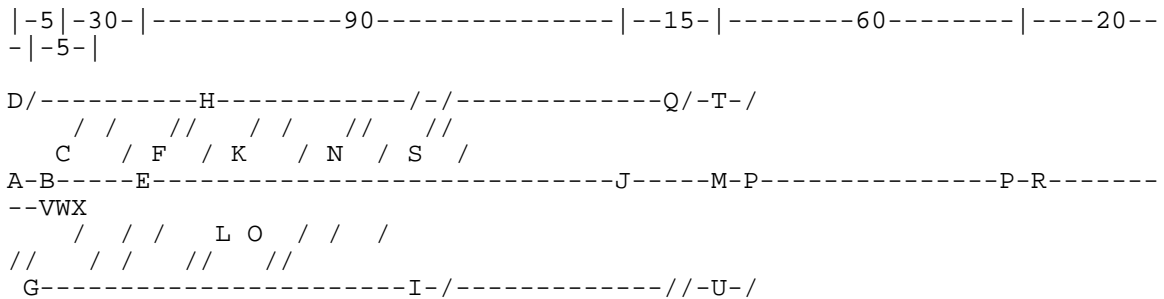 |-5|-30-|------------90---------------|--15-|--------60--------|----20--
-|-5-|
D/----------H------------/-/-------------Q/-T-/
/ / // / / // //
C / F / K / N / S /
A-B-----E-----------------------------J-----M-P---------------P-R-------
--VWX
/ / / L O / / /
// / / // //
G-----------------------I-/-------------//-U-/